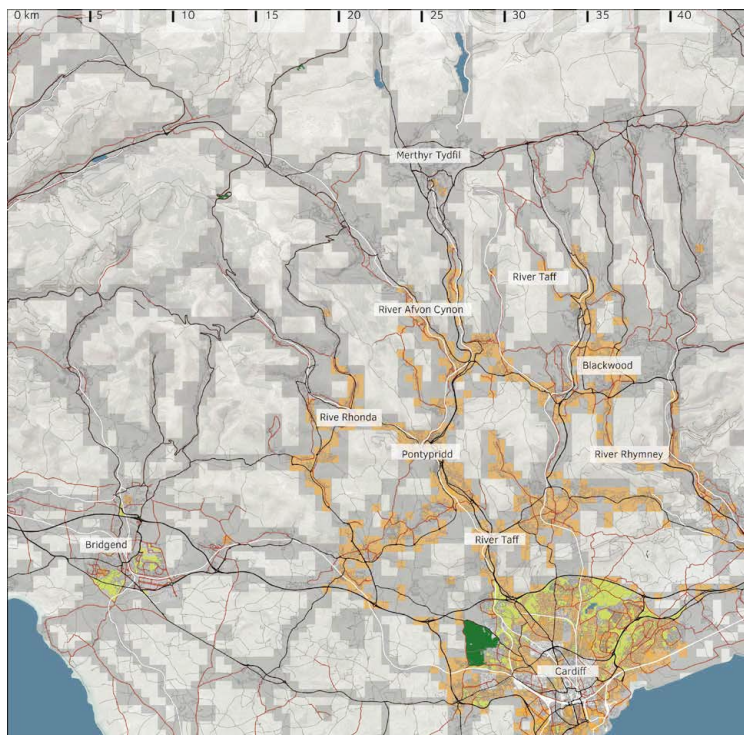 0 km 5 10 15 20 25 30 35 40
Merthyr Tydfil
River Taff
River Afvon Cynon
Blackwood
Rive Rhonda
Pontypridd
River Rhymney
River Taff
Bridgend
Cardiff